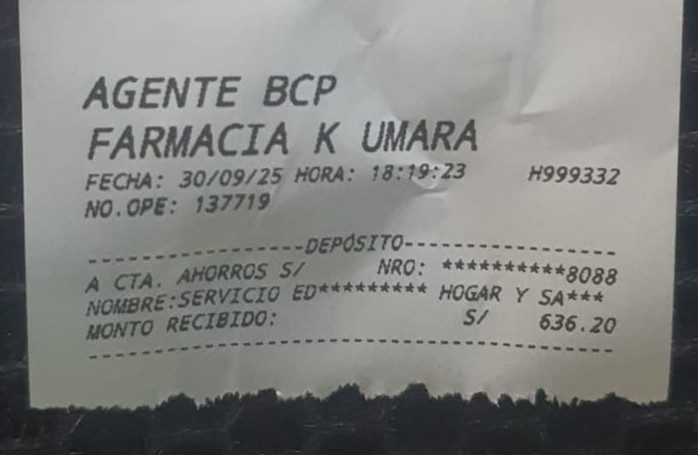 AGENTE BCP
FARMACIA K UMARA
FECHA: 30/09/25 HORA: 18:19:23 H999332
NO.OPE: 137719
--------------------DEPÓSITO--------------------
A CTA. AHORROS S/ NRO: **********8088
NOMBRE:SERVICIO ED********* HOGAR Y SA***
MONTO RECIBIDO: S/ 636.20
------------------------------------------------